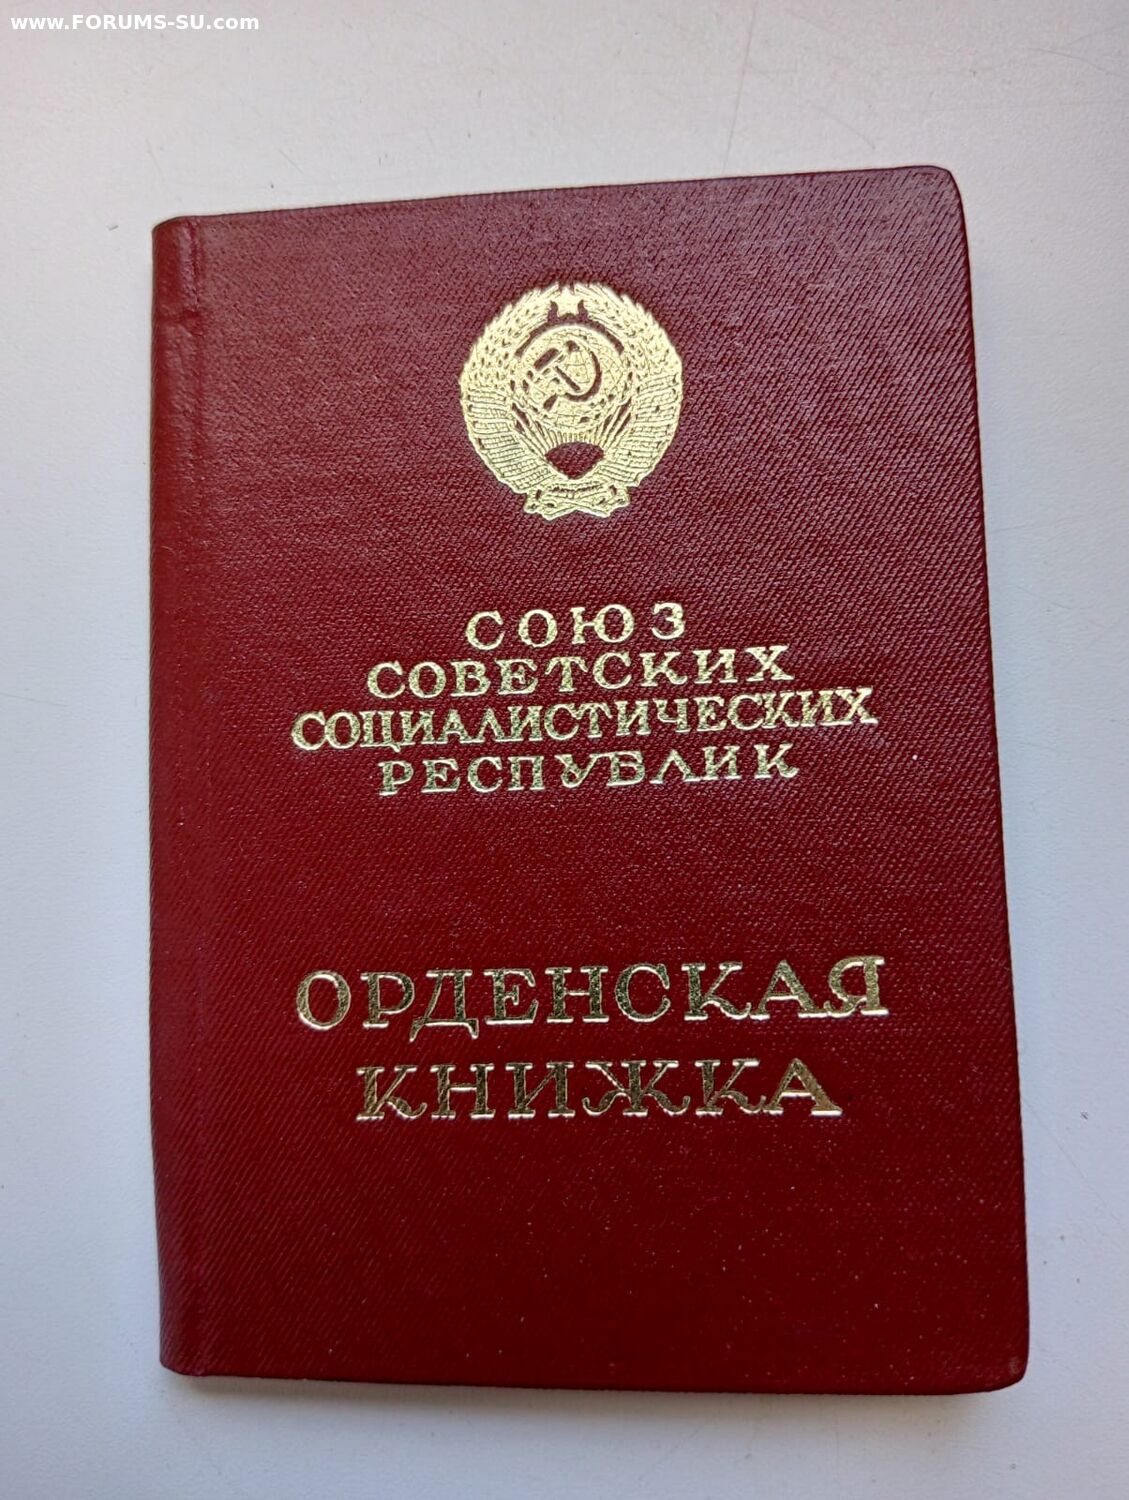 www.FORUMS-SU.com
СОЮЗ
СОВЕТСКИХ
СОЦИАЛИСТИЧЕСКИХ
РЕСПУБЛИК
ОРДЕНСКАЯ
КНИЖКА